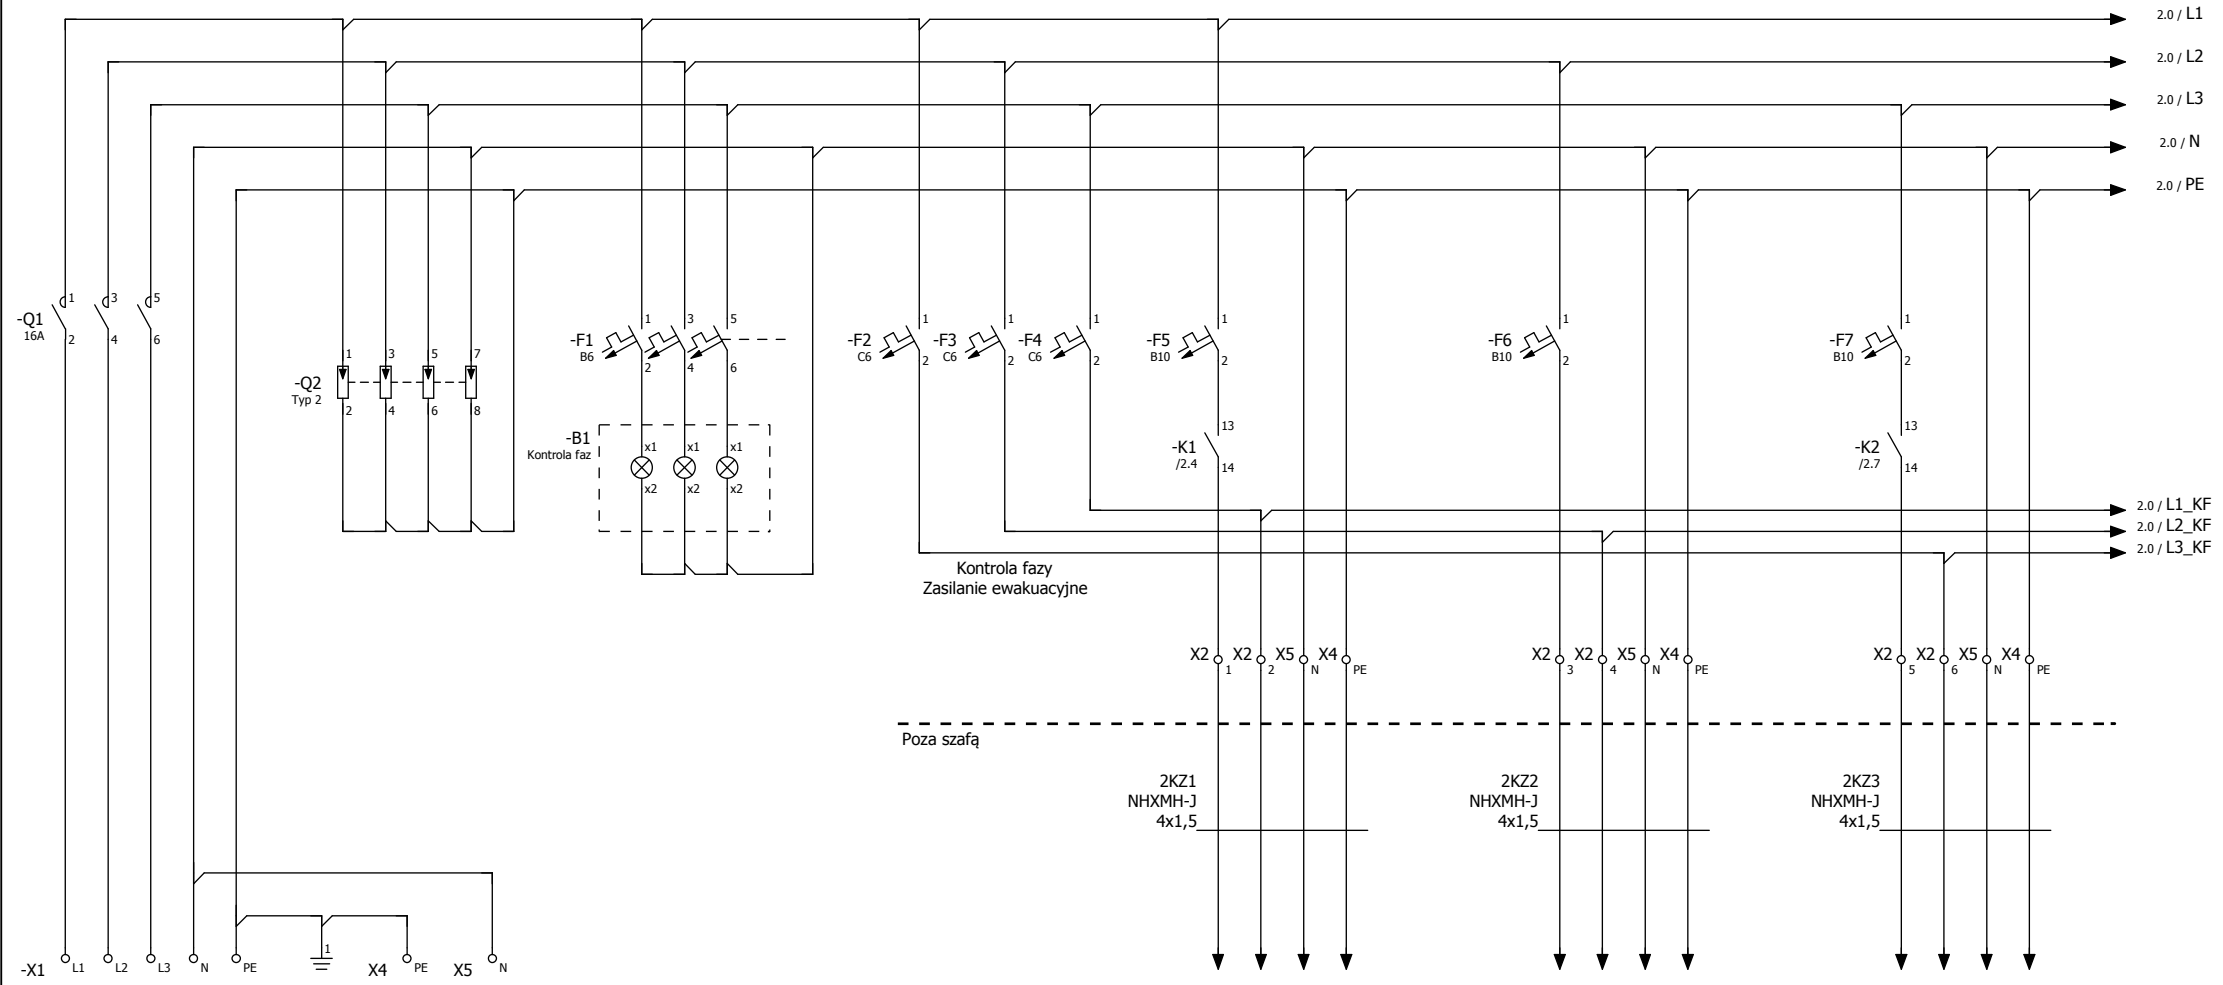 2.0 / L1
2.0 / L2
2.0 / L3
2.0 / N
2.0 / PE
-Q1
16A
1 2 3 4 5 6
-Q2
Typ 2
1 3 5 7
2 4 6 8
-F1
B6
1 3 5
2 4 6
-F2
C6
1
2
-F3
C6
1
2
-F4
C6
1
2
-F5
B10
1
2
-F6
B10
1
2
-F7
B10
1
2
-B1
Kontrola faz
x1 x1 x1
x2 x2 x2
-K1
/2.4
13
14
-K2
/2.7
13
14
2.0 / L1_KF
2.0 / L2_KF
2.0 / L3_KF
Kontrola fazy
Zasilanie ewakuacyjne
X2 1 X2 2 X5 N X4 PE
X2 3 X2 4 X5 N X4 PE
X2 5 X2 6 X5 N X4 PE
Poza szafą
2KZ1
NHXMH-J
4x1,5
2KZ2
NHXMH-J
4x1,5
2KZ3
NHXMH-J
4x1,5
-X1 L1 L2 L3 N PE 1 X4 PE X5 N